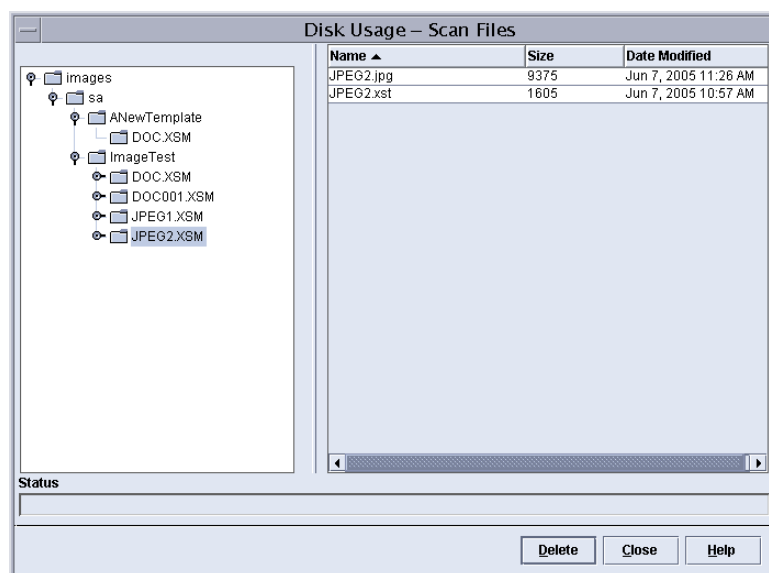 Disk Usage – Scan Files
images
sa
ANewTemplate
DOC.XSM
ImageTest
DOC.XSM
DOC001.XSM
JPEG1.XSM
JPEG2.XSM
Name Size Date Modified
JPEG2.jpg 9375 Jun 7, 2005 11:26 AM
JPEG2.xst 1605 Jun 7, 2005 10:57 AM
Status
Delete Close Help